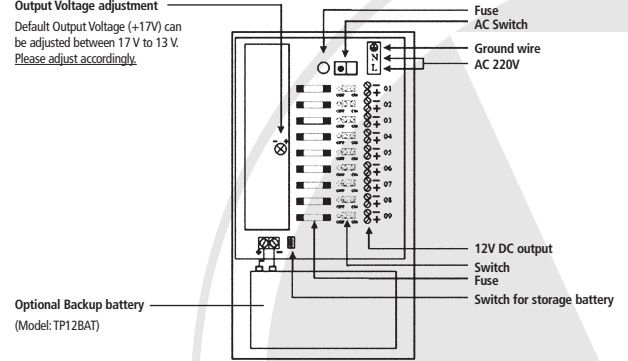 Output Voltage adjustment
Default Output Voltage (+17V) can
be adjusted between 17 V to 13 V.
Please adjust accordingly.
Fuse
AC Switch
Ground wire
AC 220V
N
L
- +
01
02
03
04
05
06
07
08
09
+ -
12V DC output
Switch
Fuse
Switch for storage battery
Optional Backup battery
(Model: TP12BAT)